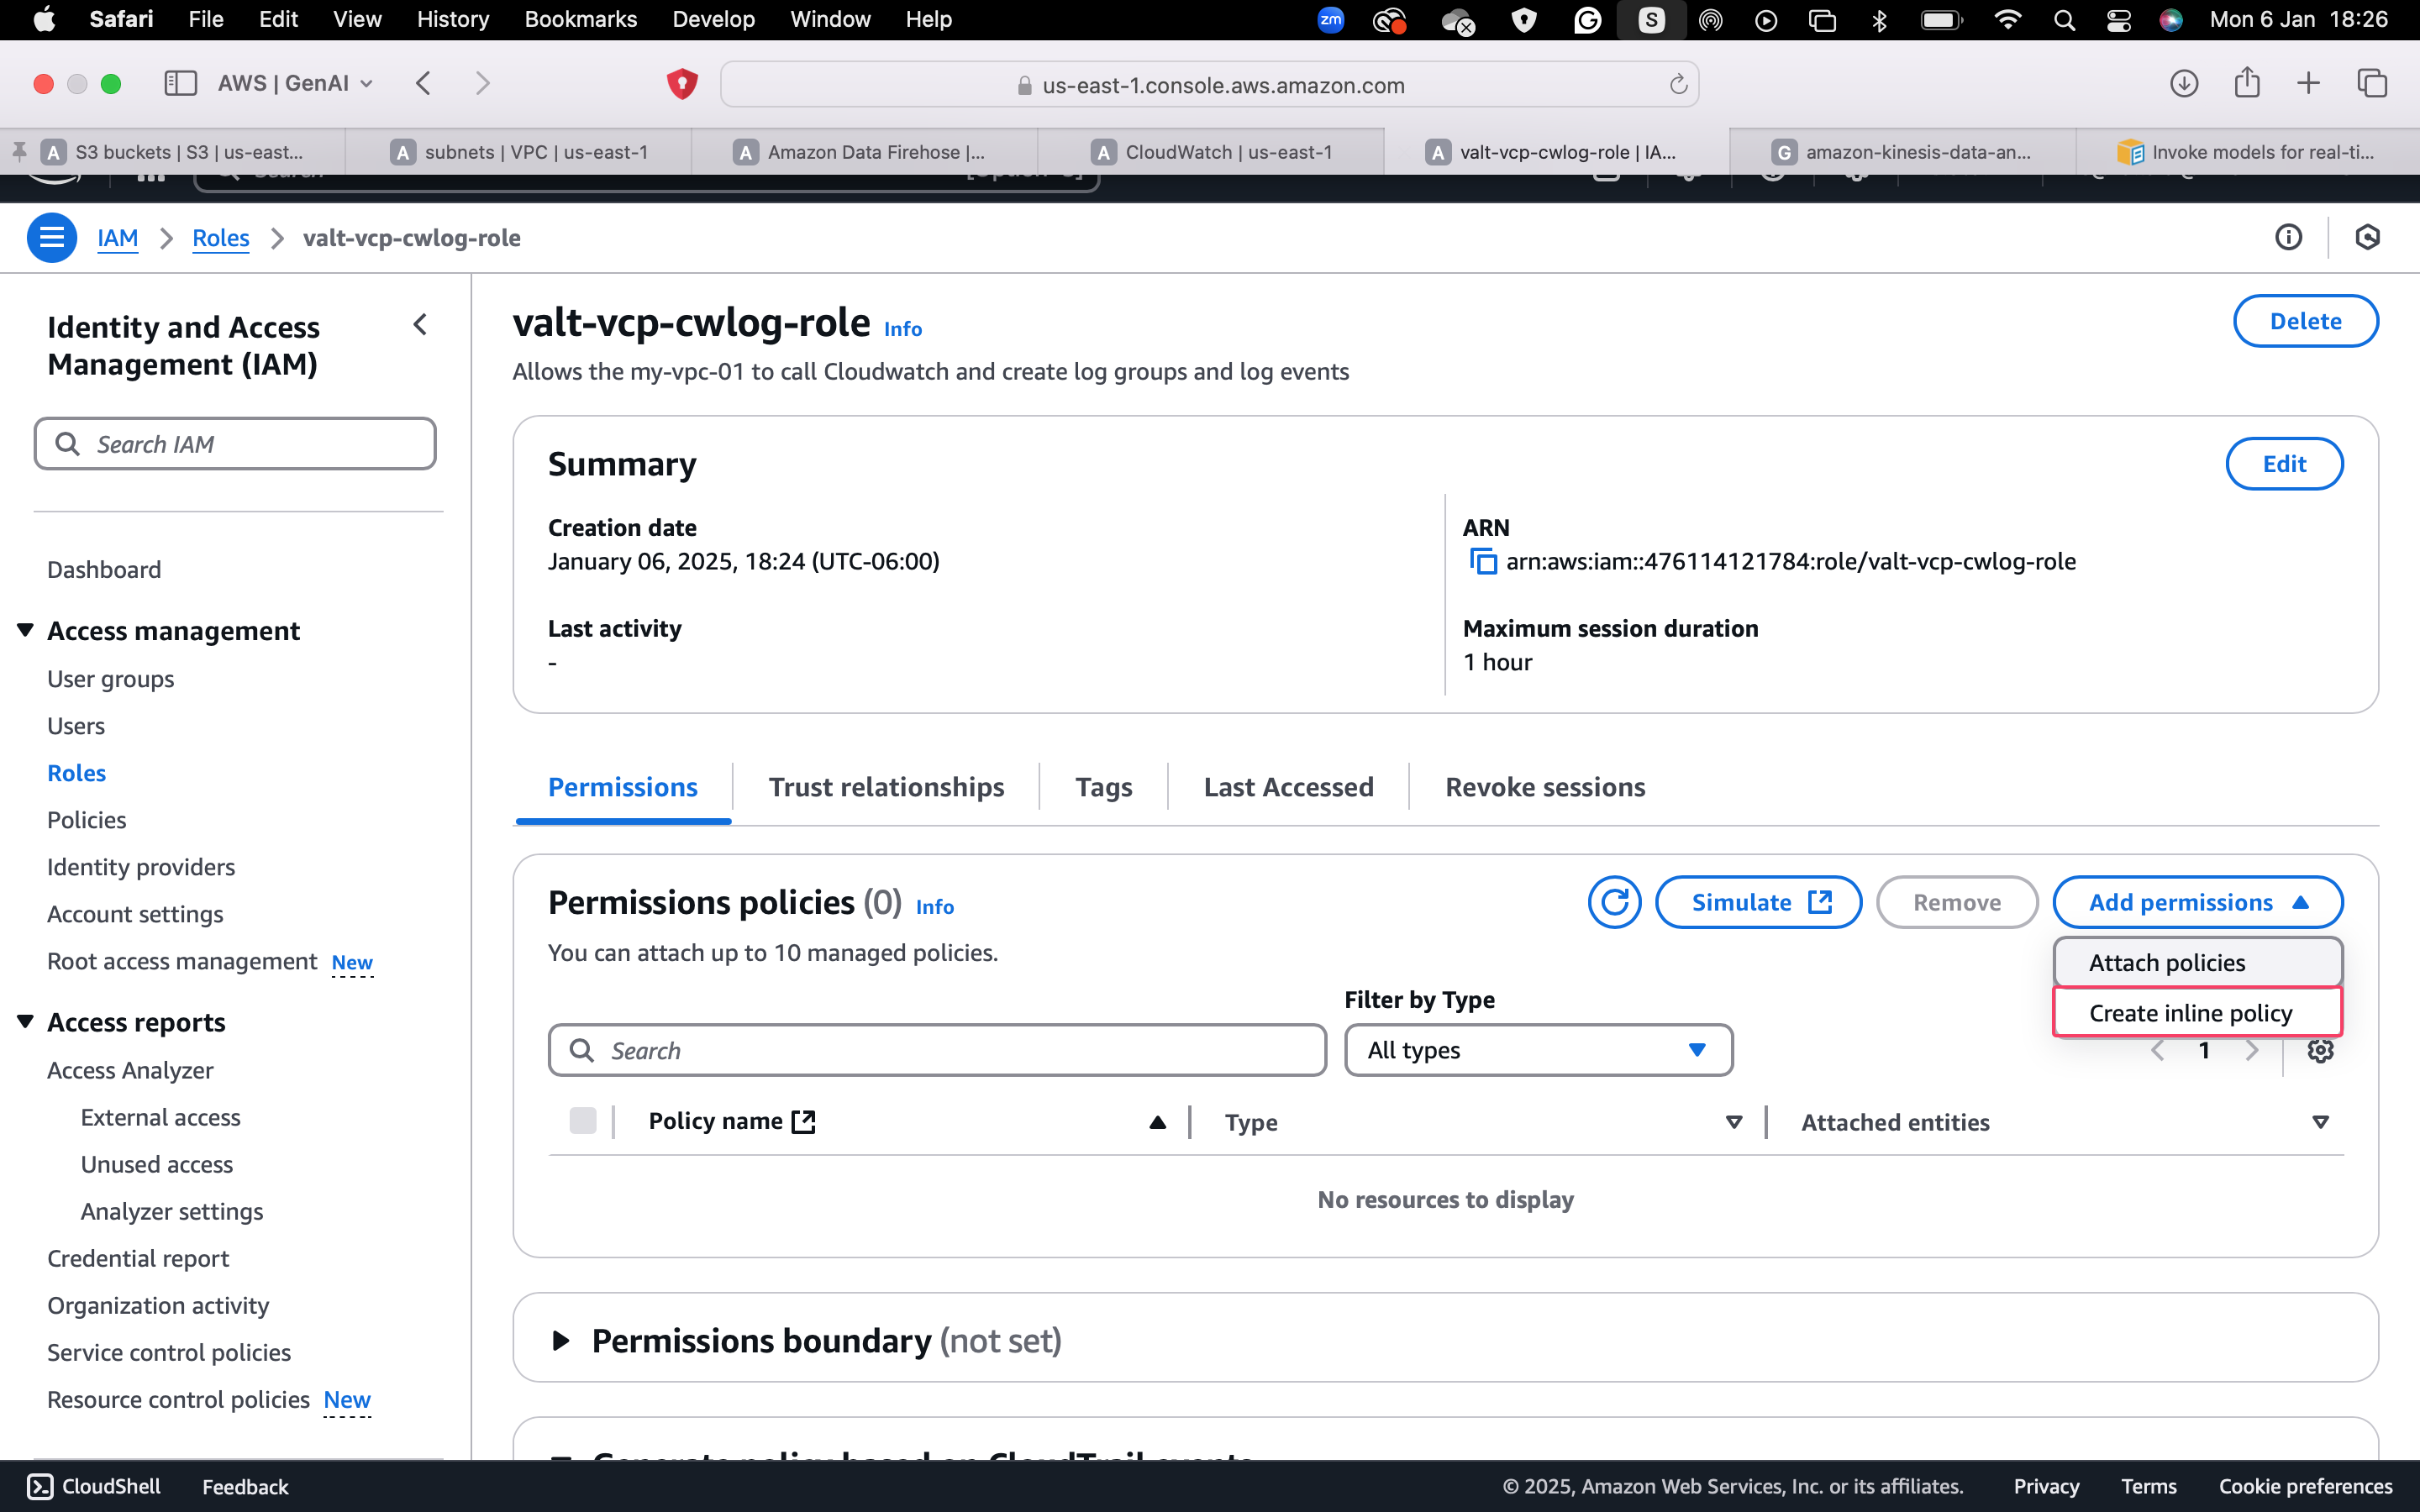 Safari File Edit View History Bookmarks Develop Window Help zm G S Mon 6 Jan 18:26
AWS | GenAI us-east-1.console.aws.amazon.com
A S3 buckets | S3 | us-east... A subnets | VPC | us-east-1 A Amazon Data Firehose |... A CloudWatch | us-east-1 A valt-vcp-cwlog-role | IA... G amazon-kinesis-data-an... Invoke models for real-ti...
IAM Roles valt-vcp-cwlog-role
Identity and Access
Management (IAM)
Search IAM
Dashboard
Access management
User groups
Users
Roles
Policies
Identity providers
Account settings
Root access management New
Access reports
Access Analyzer
External access
Unused access
Analyzer settings
Credential report
Organization activity
Service control policies
Resource control policies New
valt-vcp-cwlog-role Info
Delete
Allows the my-vpc-01 to call Cloudwatch and create log groups and log events
Summary
Edit
Creation date
January 06, 2025, 18:24 (UTC-06:00)
ARN
arn:aws:iam::476114121784:role/valt-vcp-cwlog-role
Last activity
-
Maximum session duration
1 hour
Permissions Trust relationships Tags Last Accessed Revoke sessions
Permissions policies (0) Info
Simulate Remove Add permissions
You can attach up to 10 managed policies.
Attach policies
Create inline policy
Filter by Type
Search
All types
1
Policy name Type Attached entities
No resources to display
Permissions boundary (not set)
Generate policy based on CloudTrail events
CloudShell Feedback © 2025, Amazon Web Services, Inc. or its affiliates. Privacy Terms Cookie preferences